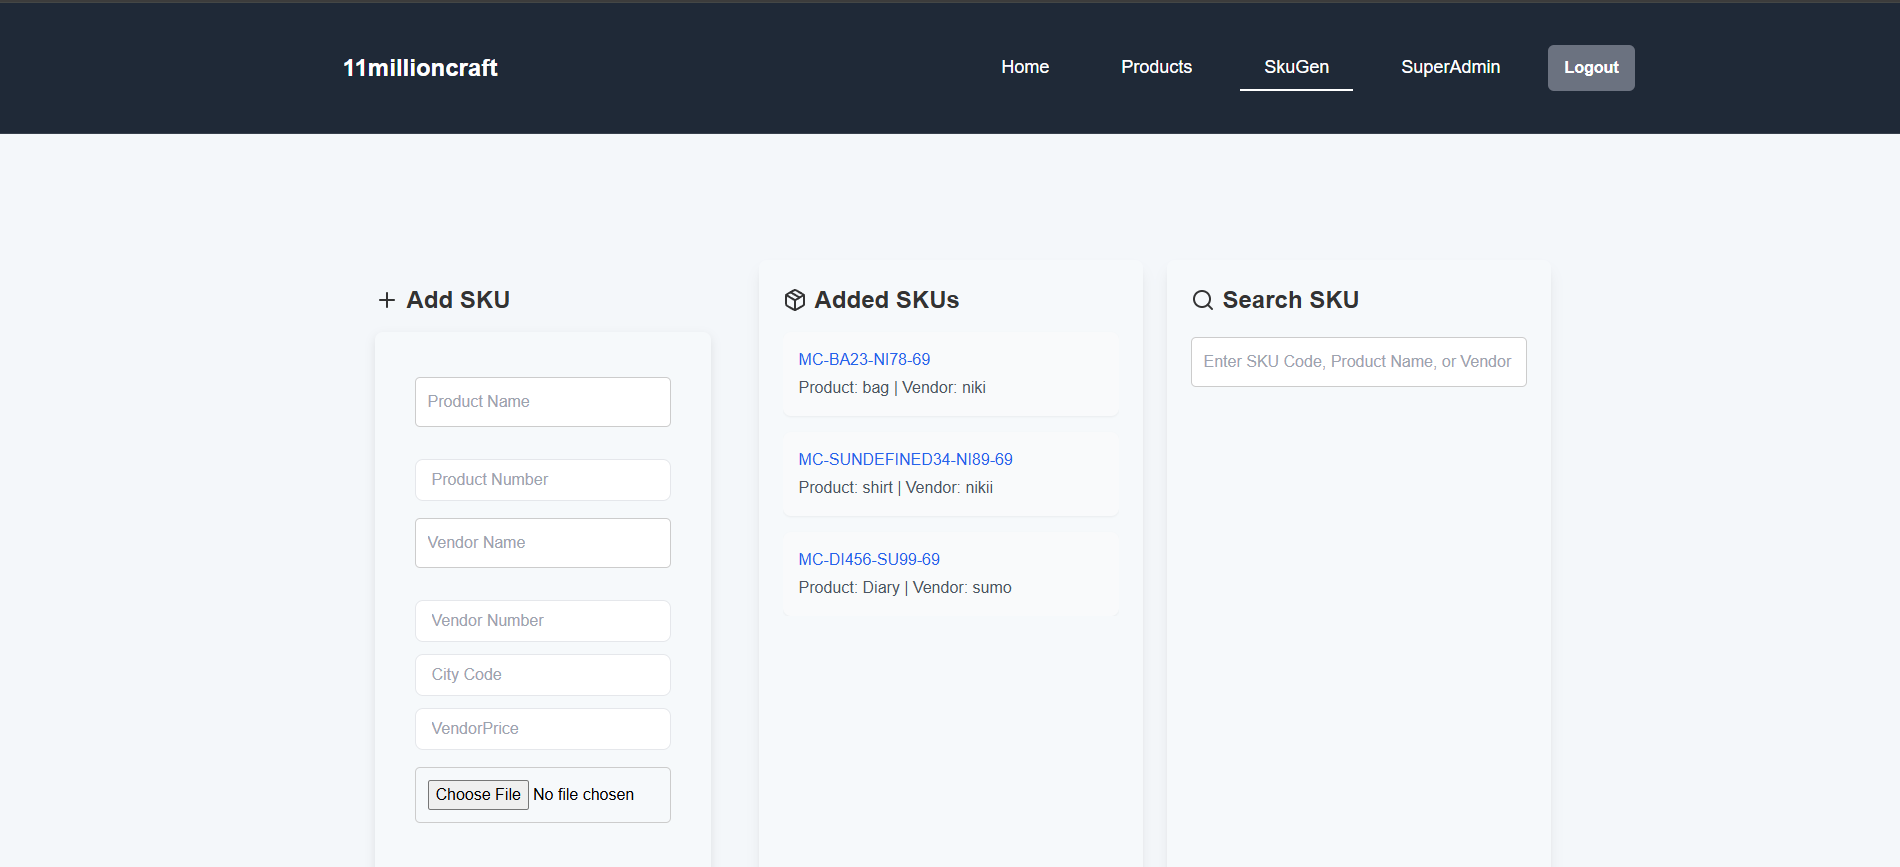 11millioncraft
Home
Products
SkuGen
SuperAdmin
Logout
Add SKU
Product Name
Product Number
Vendor Name
Vendor Number
City Code
VendorPrice
Choose File No file chosen
Added SKUs
MC-BA23-NI78-69
Product: bag | Vendor: niki
MC-SUNDEFINED34-NI89-69
Product: shirt | Vendor: nikii
MC-DI456-SU99-69
Product: Diary | Vendor: sumo
Search SKU
Enter SKU Code, Product Name, or Vendor